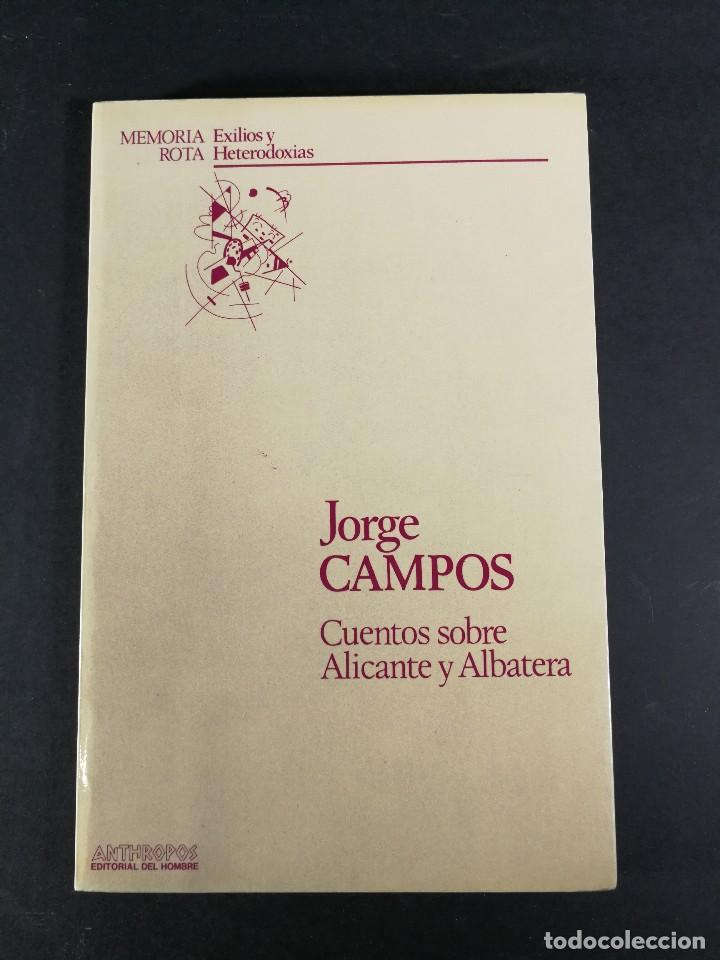 MEMORIA Exilios y
ROTA Heterodoxias
Jorge
CAMPOS
Cuentos sobre
Alicante y Albatera
ANTHROPOS
EDITORIAL DEL HOMBRE
todocoleccion